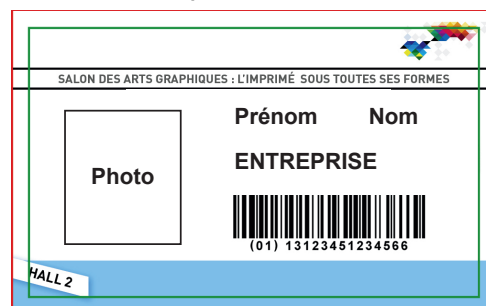 SALON DES ARTS GRAPHIQUES : L'IMPRIMÉ SOUS TOUTES SES FORMES
Prénom Nom
ENTREPRISE
Photo
(01) 13123451234566
HALL 2